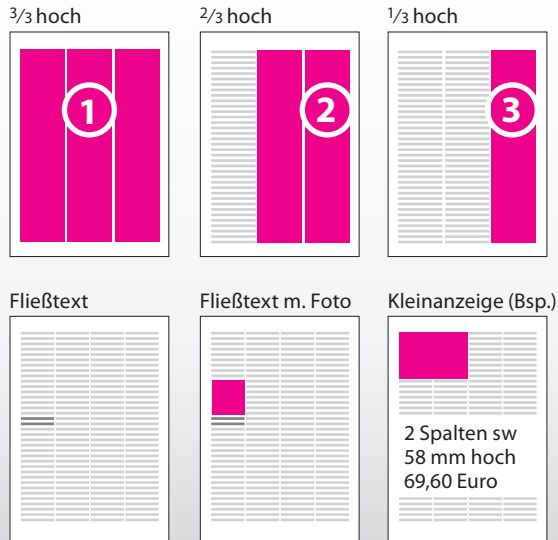 3/3 hoch
2/3 hoch
1/3 hoch
1
2
3
Fließtext
Fließtext m. Foto
Kleinanzeige (Bsp.)
2 Spalten sw
58 mm hoch
69,60 Euro